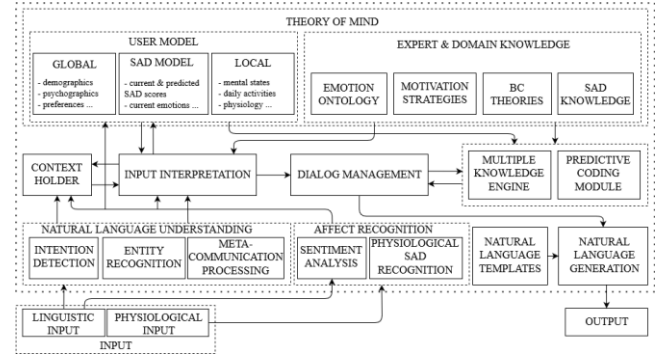 THEORY OF MIND
USER MODEL
GLOBAL
- demographics
- psychographics
- preferences ...
SAD MODEL
- current & predicted
SAD scores
- current emotions ...
LOCAL
- mental states
- daily activities
- physiology ...
EXPERT & DOMAIN KNOWLEDGE
EMOTION
ONTOLOGY
MOTIVATION
STRATEGIES
BC
THEORIES
SAD
KNOWLEDGE
CONTEXT
HOLDER
INPUT INTERPRETATION
DIALOG MANAGEMENT
MULTIPLE
KNOWLEDGE
ENGINE
PREDICTIVE
CODING
MODULE
NATURAL LANGUAGE UNDERSTANDING
INTENTION
DETECTION
ENTITY
RECOGNITION
META-
COMMUNICATION
PROCESSING
AFFECT RECOGNITION
SENTIMENT
ANALYSIS
PHYSIOLOGICAL
SAD
RECOGNITION
NATURAL
LANGUAGE
TEMPLATES
NATURAL
LANGUAGE
GENERATION
LINGUISTIC
INPUT
PHYSIOLOGICAL
INPUT
INPUT
OUTPUT